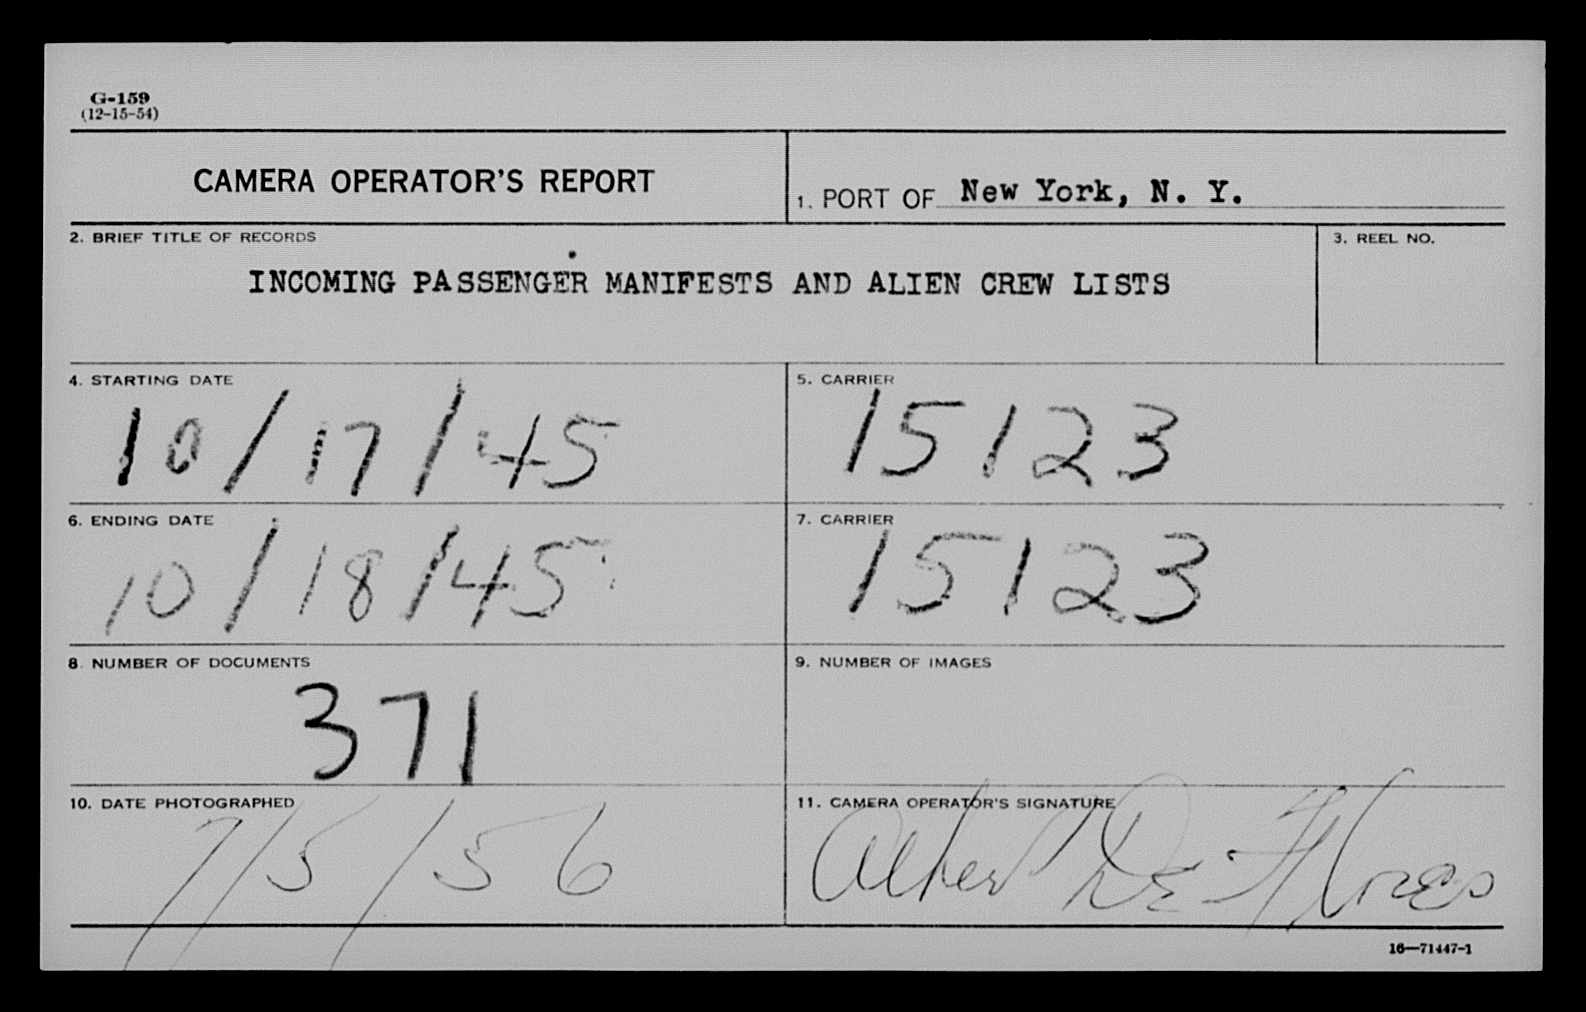 G-159
(12-15-54)
CAMERA OPERATOR'S REPORT
1. PORT OF New York, N. Y.
2. BRIEF TITLE OF RECORDS
3. REEL NO.
INCOMING PASSENGER MANIFESTS AND ALIEN CREW LISTS
4. STARTING DATE
5. CARRIER
10/17/45
15123
6. ENDING DATE
7. CARRIER
10/18/45
15123
8. NUMBER OF DOCUMENTS
9. NUMBER OF IMAGES
371
10. DATE PHOTOGRAPHED
11. CAMERA OPERATOR'S SIGNATURE
7/5/56
De
16—71447-1